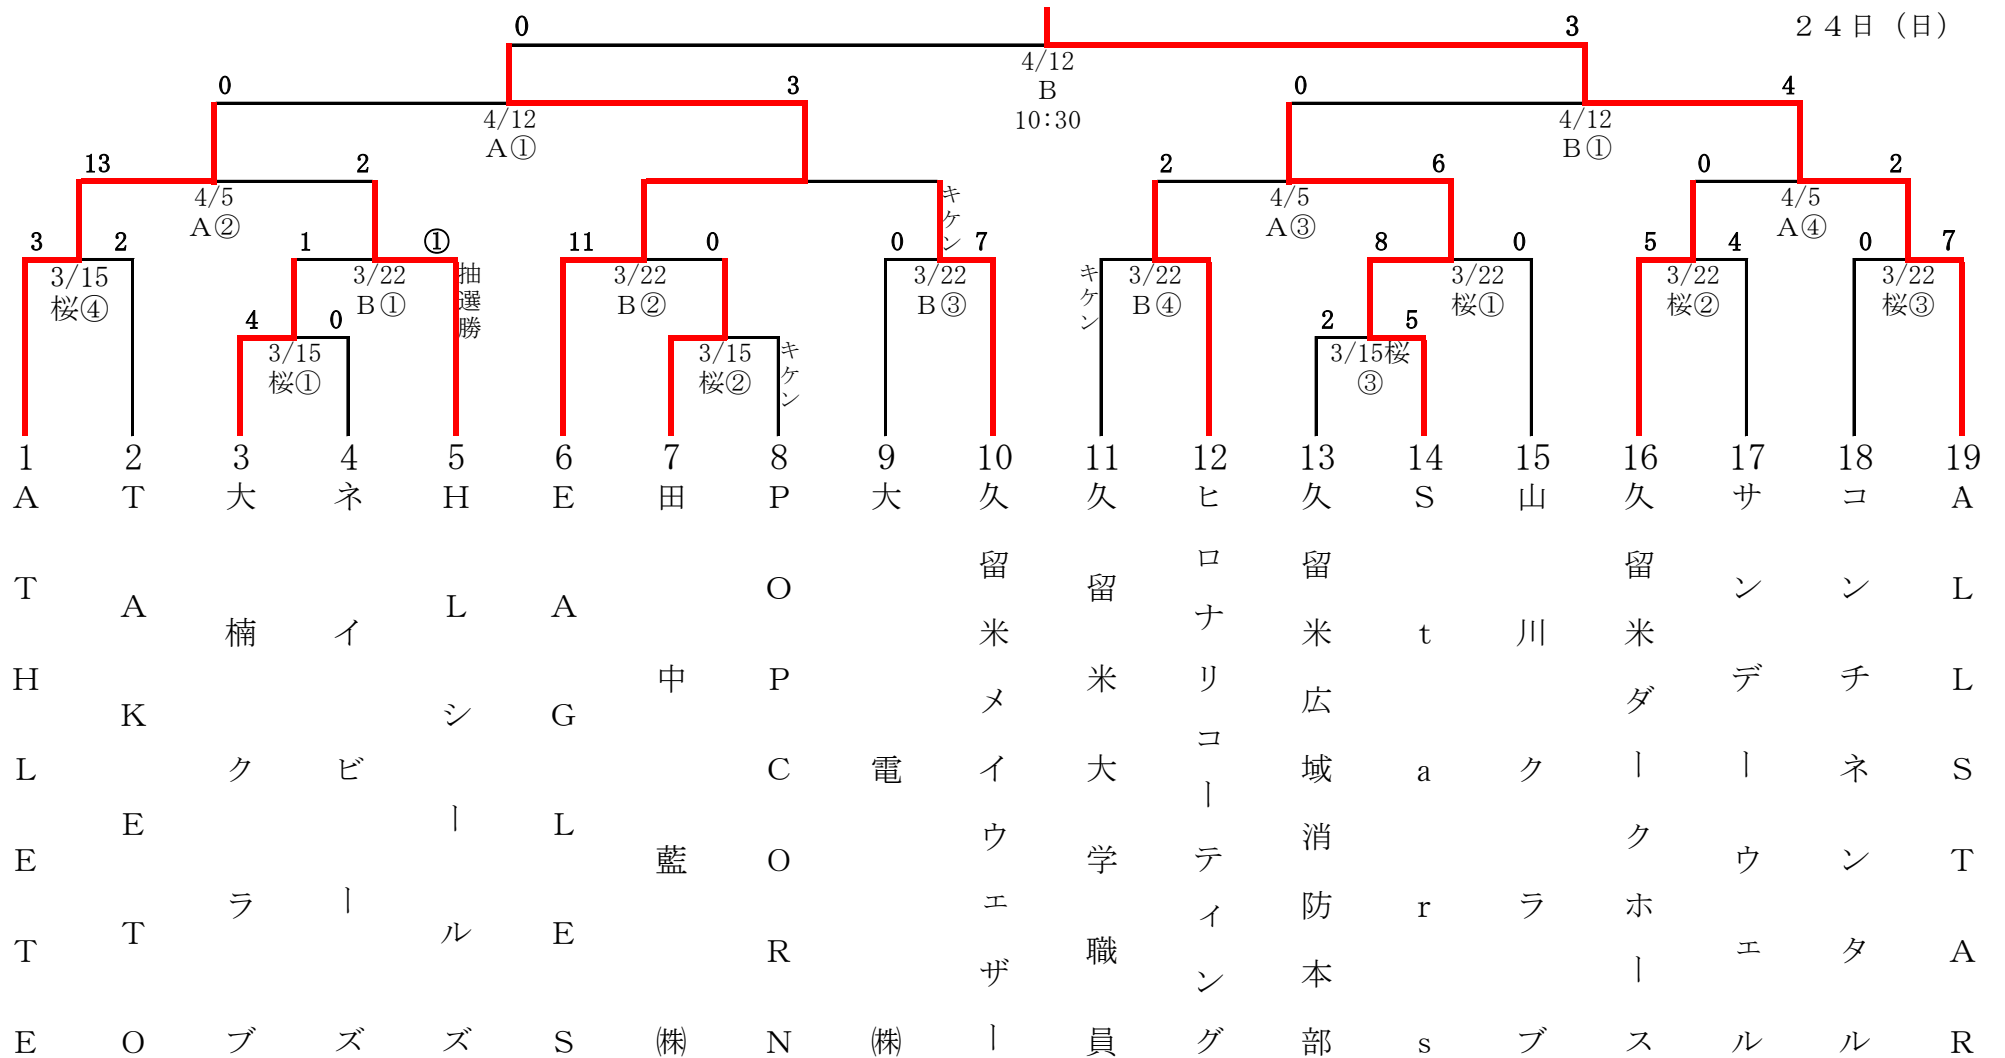 24日（日）
0 3
4/12
B
10:30
0 3 0 4
4/12 4/12
A① B①
13 2 2 6 0 2
4/5 4/5 4/5
A② A③ A④
キケン
3 2 1 ① 11 0 0 7 8 0 5 4 0 7
3/15 3/22 3/22 3/22 3/22 3/22 3/22 3/22
桜④ B① B② B③ B④ 桜① 桜② 桜③
抽選勝
キケン
4 0 2 5
3/15 3/15 3/15桜
桜① 桜② ③
キケン
1 2 3 4 5 6 7 8 9 10 11 12 13 14 15 16 17 18 19
ATHLETE
TAKETO
大楠クラブ
ネイビーズ
HLシールズ
EAGLES
田中藍㈱
POPCORN
大電㈱
久留米メイウェザー
久留米大学職員
ヒロナリコーティング
久留米広域消防本部
Stars
山川クラブ
久留米ダークホース
サンデーウェル
コンチネンタル
ALLSTAR